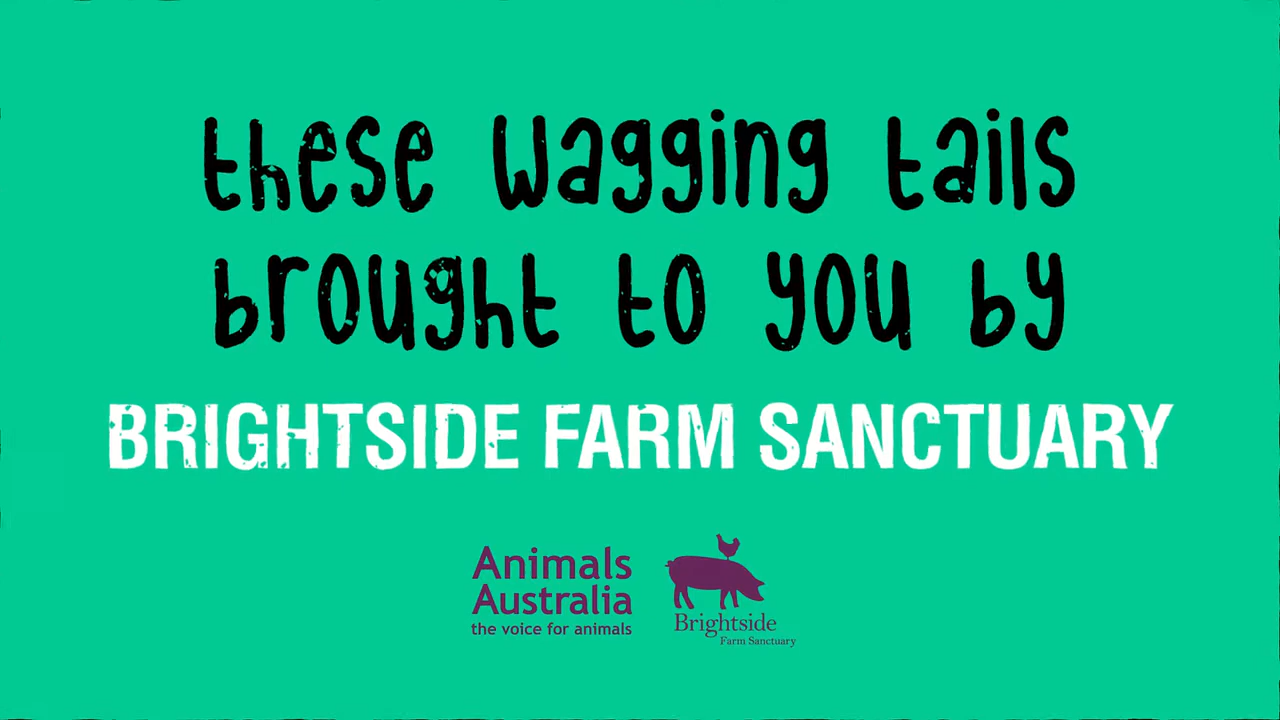 these wagging tails
brought to you by
BRIGHTSIDE FARM SANCTUARY
Animals
Australia
the voice for animals
Brightside
Farm Sanctuary